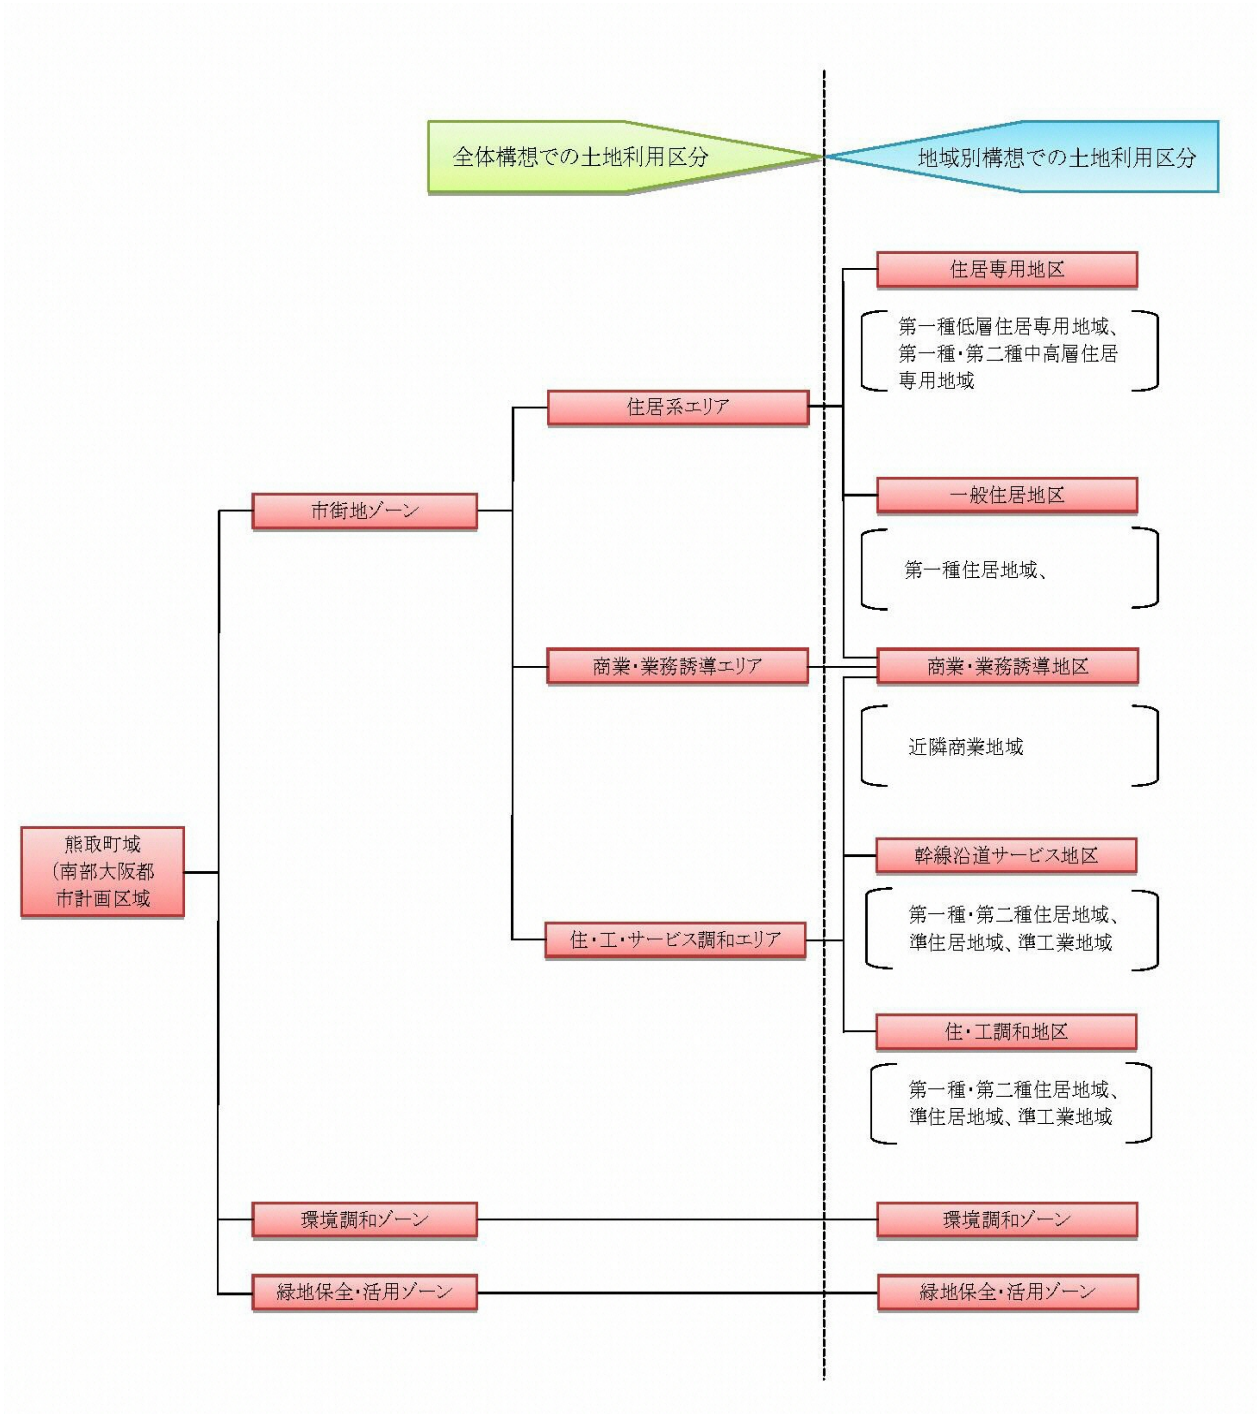 全体構想での土地利用区分
地域別構想での土地利用区分
住居専用地区
第一種低層住居専用地域、
第一種・第二種中高層住居
専用地域
住居系エリア
一般住居地区
市街地ゾーン
第一種住居地域、
商業・業務誘導エリア
商業・業務誘導地区
近隣商業地域
熊取町域
(南部大阪都
市計画区域
幹線沿道サービス地区
第一種・第二種住居地域、
準住居地域、準工業地域
住・工・サービス調和エリア
住・工調和地区
第一種・第二種住居地域、
準住居地域、準工業地域
環境調和ゾーン
環境調和ゾーン
緑地保全・活用ゾーン
緑地保全・活用ゾーン